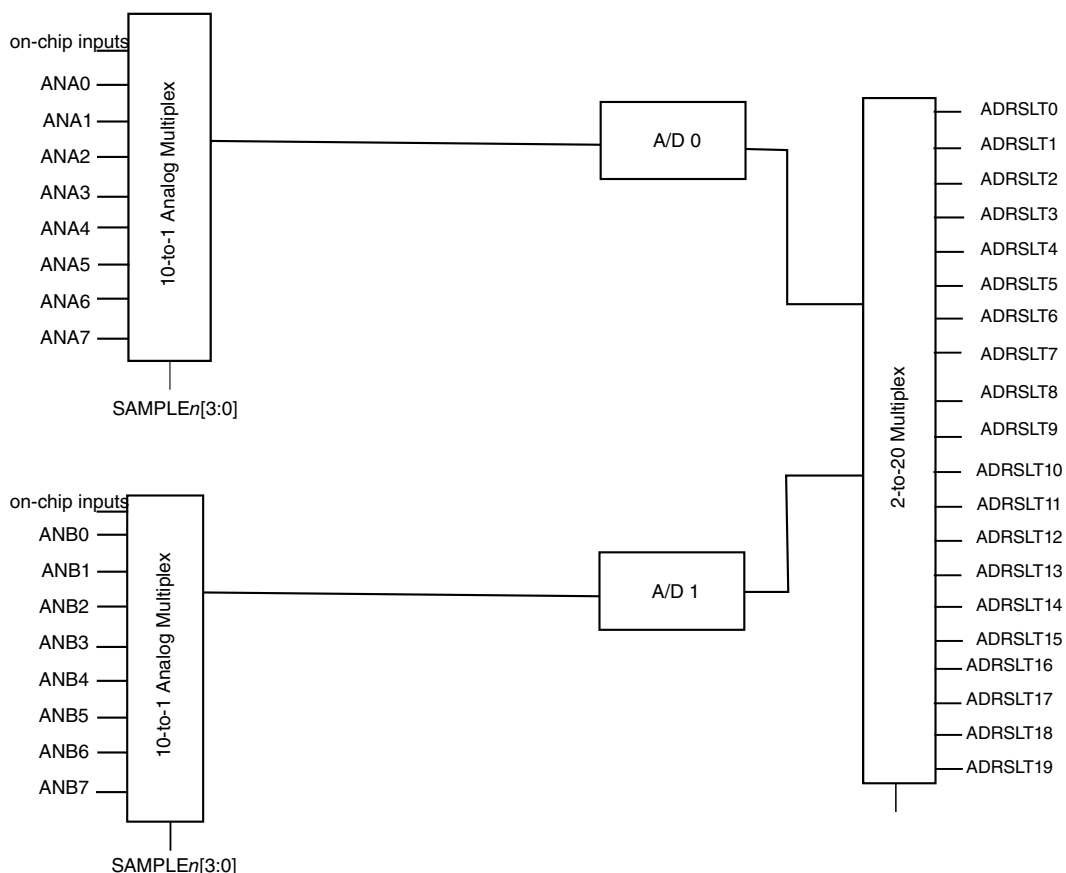 on-chip inputs
ANA0
ANA1
ANA2
ANA3
ANA4
ANA5
ANA6
ANA7
10-to-1 Analog Multiplex
SAMPLEn[3:0]
A/D 0
on-chip inputs
ANB0
ANB1
ANB2
ANB3
ANB4
ANB5
ANB6
ANB7
10-to-1 Analog Multiplex
SAMPLEn[3:0]
A/D 1
2-to-20 Multiplex
ADRSLT0
ADRSLT1
ADRSLT2
ADRSLT3
ADRSLT4
ADRSLT5
ADRSLT6
ADRSLT7
ADRSLT8
ADRSLT9
ADRSLT10
ADRSLT11
ADRSLT12
ADRSLT13
ADRSLT14
ADRSLT15
ADRSLT16
ADRSLT17
ADRSLT18
ADRSLT19